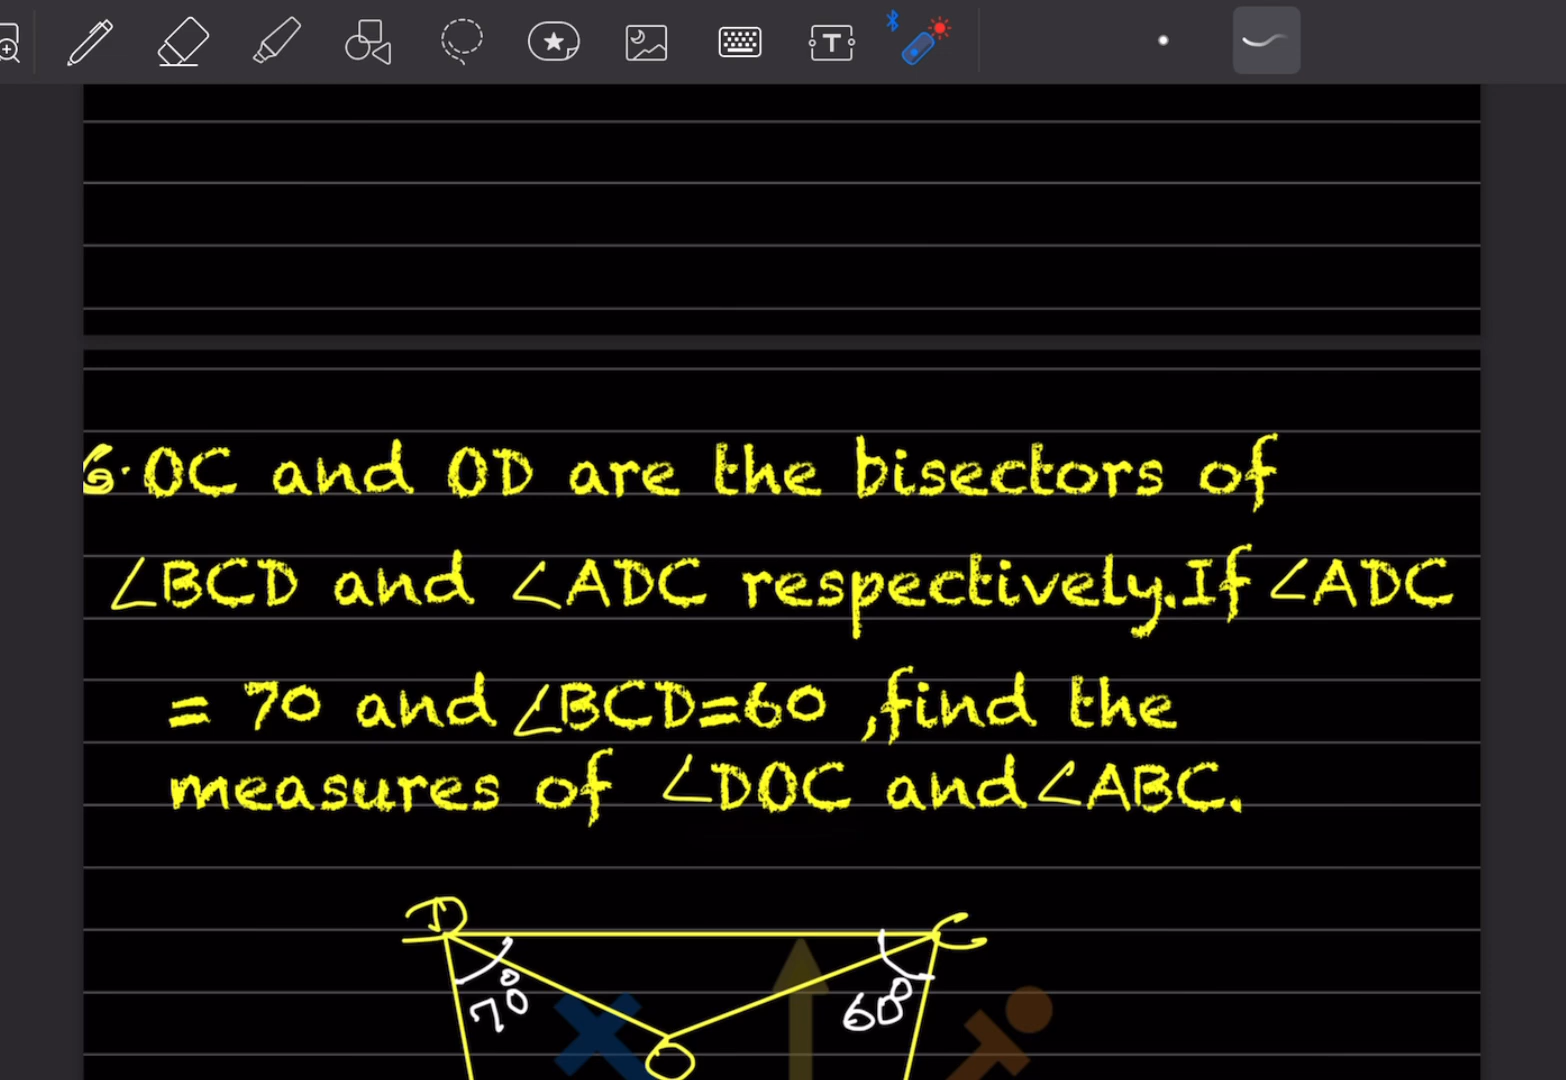 6. OC and OD are the bisectors of
∠BCD and ∠ADC respectively. If ∠ADC
= 70 and ∠BCD=60 ,find the
measures of ∠DOC and ∠ABC.
D C
70° 60°
O